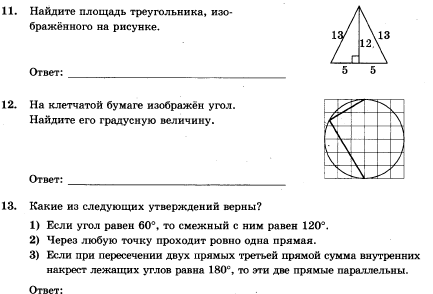 11. Найдите площадь треугольника, изо-
бражённого на рисунке.
13 12 13
5 5
Ответ:
12. На клетчатой бумаге изображён угол.
Найдите его градусную величину.
Ответ:
13. Какие из следующих утверждений верны?
1) Если угол равен 60°, то смежный с ним равен 120°.
2) Через любую точку проходит ровно одна прямая.
3) Если при пересечении двух прямых третьей прямой сумма внутренних
накрест лежащих углов равна 180°, то эти две прямые параллельны.
Ответ: